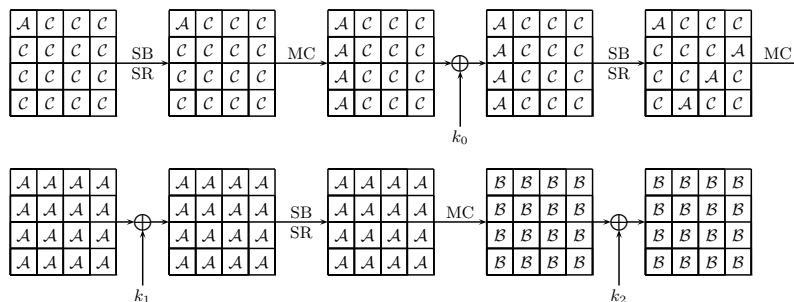 A C C C A C C C A C C C A C C C A C C C
C C C C C C C C A C C C A C C C C C C A
SB MC SB MC
SR SR
C C C C C C C C A C C C A C C C C C A C
C C C C C C C C A C C C A C C C C A C C
k₀
A A A A A A A A A A A A B B B B B B B B
A A A A A A A A A A A A B B B B B B B B
SB MC
SR
A A A A A A A A A A A A B B B B B B B B
A A A A A A A A A A A A B B B B B B B B
k₁ k₂